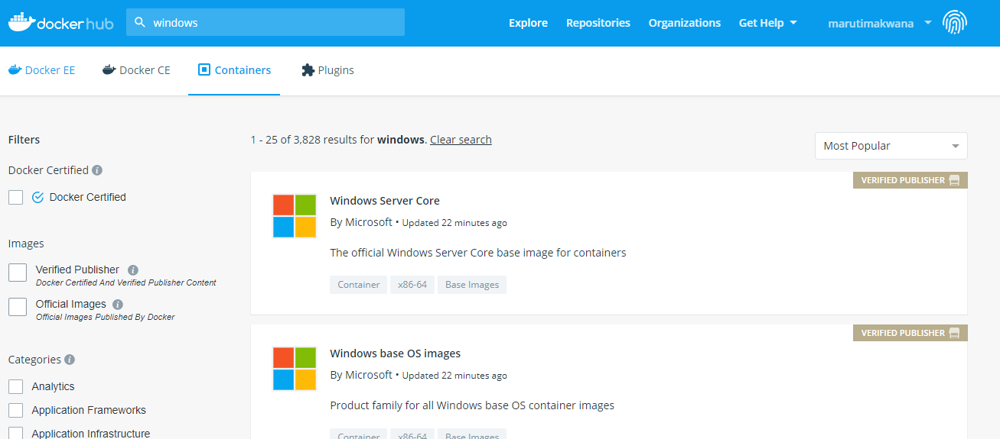 dockerhub windows Explore Repositories Organizations Get Help marutimakwana
Docker EE Docker CE Containers Plugins
Filters
Docker Certified
Docker Certified
Images
Verified Publisher
Docker Certified And Verified Publisher Content
Official Images
Official Images Published By Docker
Categories
Analytics
Application Frameworks
Application Infrastructure
1 - 25 of 3,828 results for windows. Clear search
Most Popular
VERIFIED PUBLISHER
Windows Server Core
By Microsoft • Updated 22 minutes ago
The official Windows Server Core base image for containers
Container x86-64 Base Images
VERIFIED PUBLISHER
Windows base OS images
By Microsoft • Updated 22 minutes ago
Product family for all Windows base OS container images
Container x86-64 Base Images